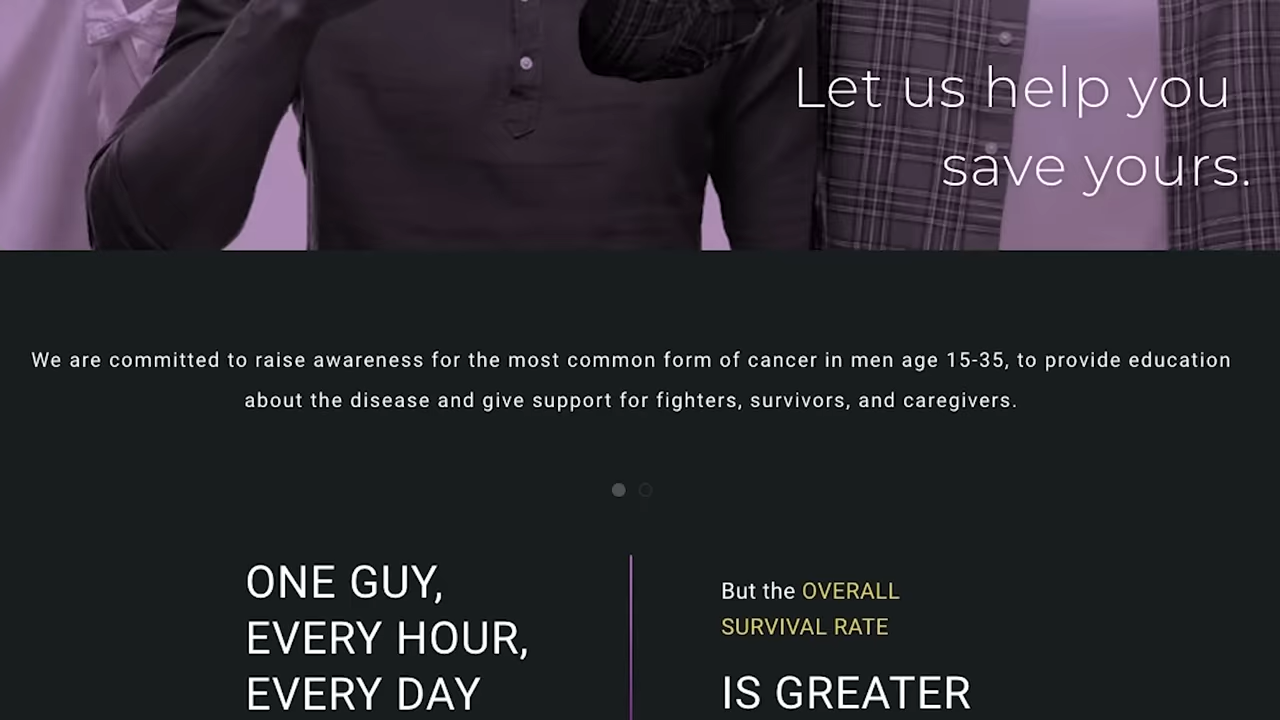 Let us help you
save yours.
We are committed to raise awareness for the most common form of cancer in men age 15-35, to provide education
about the disease and give support for fighters, survivors, and caregivers.
ONE GUY,
EVERY HOUR,
EVERY DAY
But the OVERALL
SURVIVAL RATE
IS GREATER